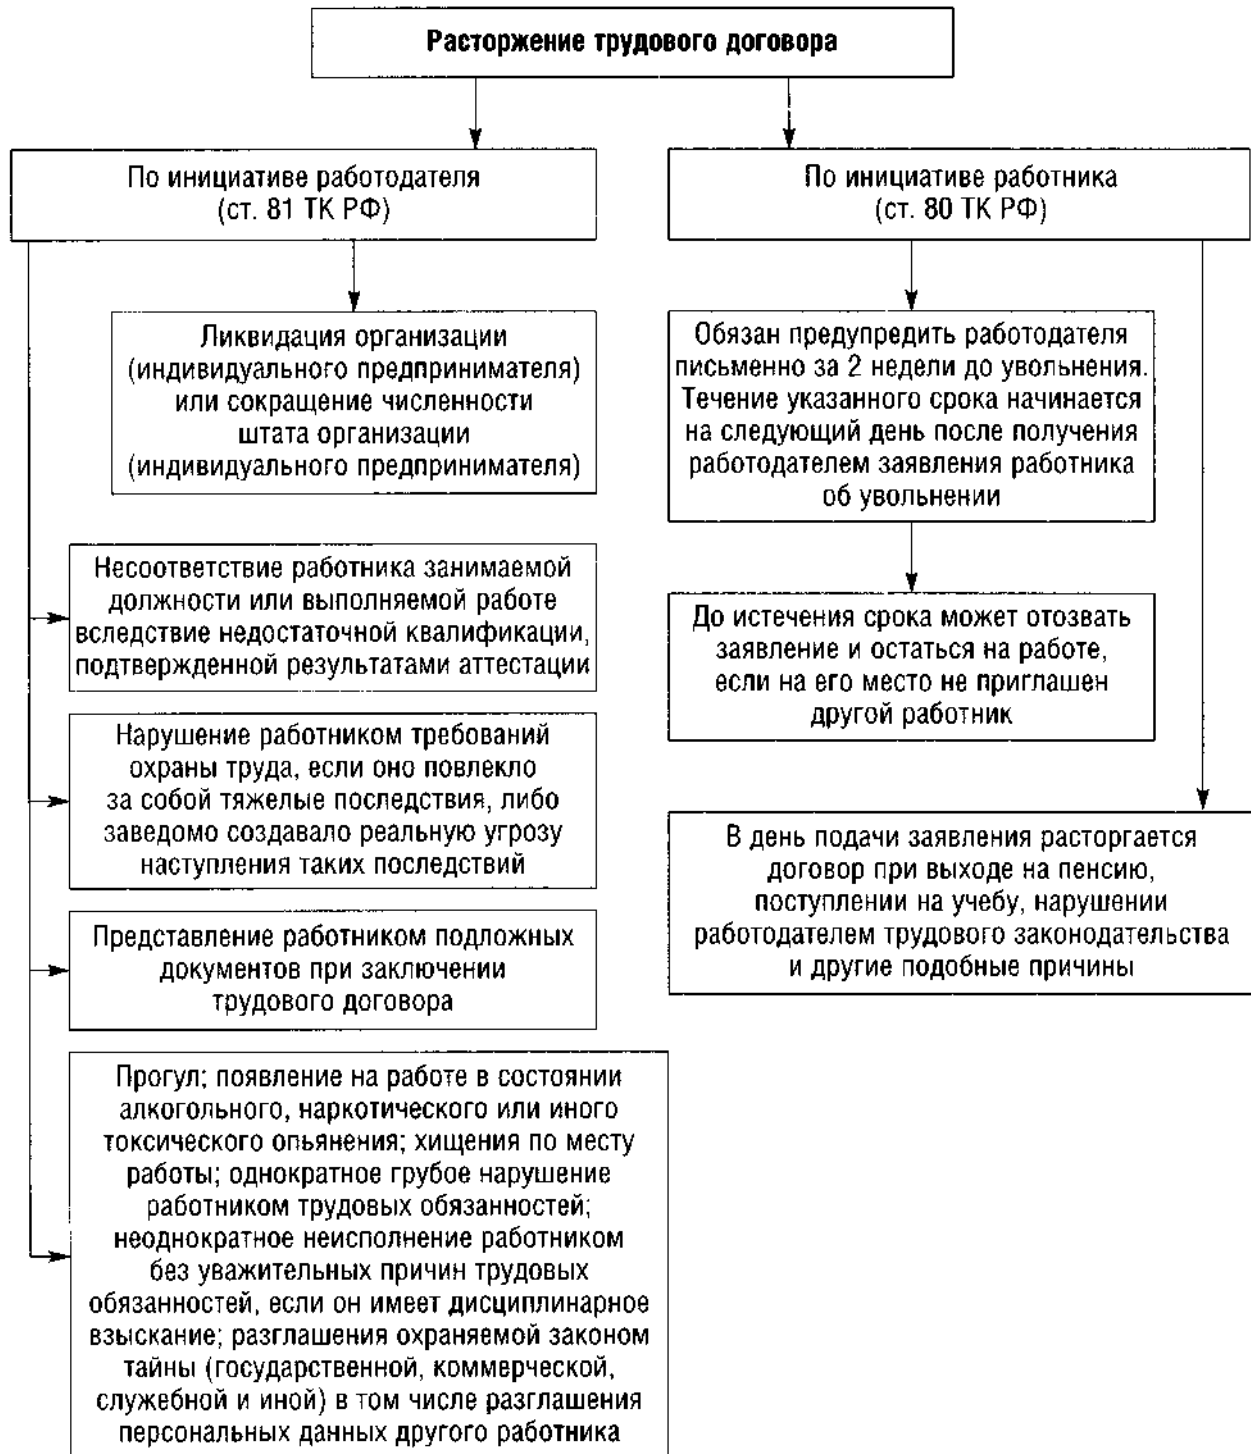 Расторжение трудового договора
По инициативе работодателя
(ст. 81 ТК РФ)
Ликвидация организации
(индивидуального предпринимателя)
или сокращение численности
штата организации
(индивидуального предпринимателя)
Несоответствие работника занимаемой
должности или выполняемой работе
вследствие недостаточной квалификации,
подтвержденной результатами аттестации
Нарушение работником требований
охраны труда, если оно повлекло
за собой тяжелые последствия, либо
заведомо создавало реальную угрозу
наступления таких последствий
Представление работником подложных
документов при заключении
трудового договора
Прогул; появление на работе в состоянии
алкогольного, наркотического или иного
токсического опьянения; хищения по месту
работы; однократное грубое нарушение
работником трудовых обязанностей;
неоднократное неисполнение работником
без уважительных причин трудовых
обязанностей, если он имеет дисциплинарное
взыскание; разглашения охраняемой законом
тайны (государственной, коммерческой,
служебной и иной) в том числе разглашения
персональных данных другого работника
По инициативе работника
(ст. 80 ТК РФ)
Обязан предупредить работодателя
письменно за 2 недели до увольнения.
Течение указанного срока начинается
на следующий день после получения
работодателем заявления работника
об увольнении
До истечения срока может отозвать
заявление и остаться на работе,
если на его место не приглашен
другой работник
В день подачи заявления расторгается
договор при выходе на пенсию,
поступлении на учебу, нарушении
работодателем трудового законодательства
и другие подобные причины